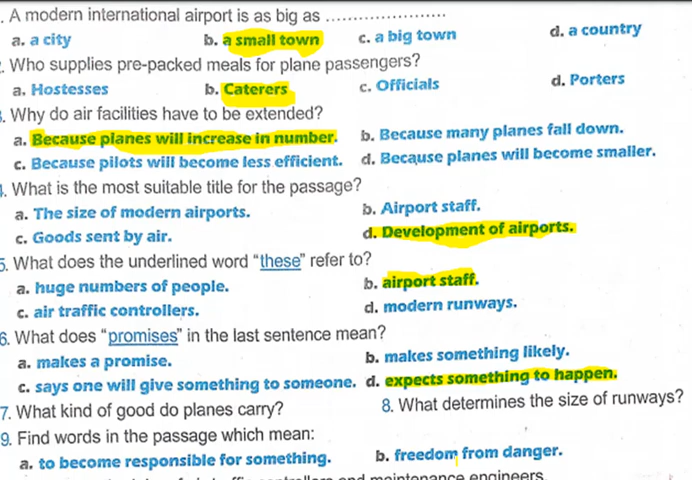 . A modern international airport is as big as ........................
a. a city b. a small town c. a big town d. a country
. Who supplies pre-packed meals for plane passengers?
a. Hostesses b. Caterers c. Officials d. Porters
. Why do air facilities have to be extended?
a. Because planes will increase in number. b. Because many planes fall down.
c. Because pilots will become less efficient. d. Because planes will become smaller.
. What is the most suitable title for the passage?
a. The size of modern airports. b. Airport staff.
c. Goods sent by air. d. Development of airports.
5. What does the underlined word "these" refer to?
a. huge numbers of people. b. airport staff.
c. air traffic controllers. d. modern runways.
6. What does "promises" in the last sentence mean?
a. makes a promise. b. makes something likely.
c. says one will give something to someone. d. expects something to happen.
7. What kind of good do planes carry? 8. What determines the size of runways?
9. Find words in the passage which mean:
a. to become responsible for something. b. freedom from danger.
and maintenance engineers